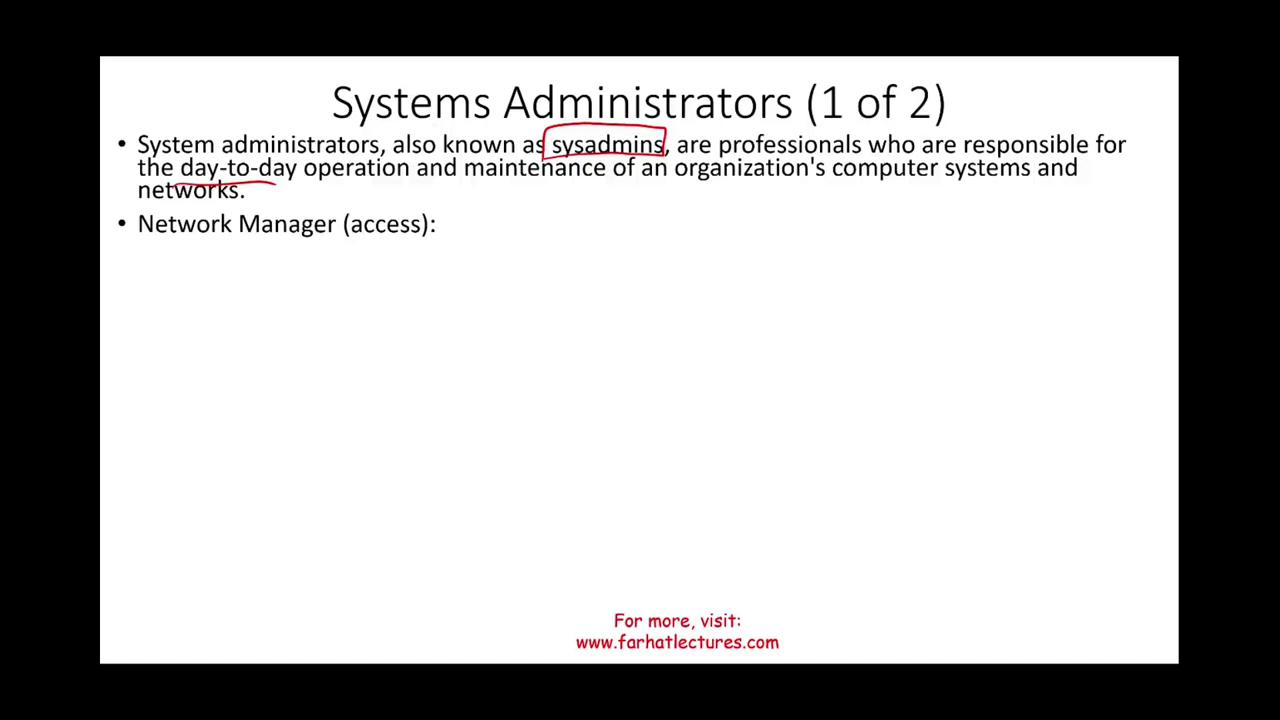 Systems Administrators (1 of 2)
• System administrators, also known as sysadmins, are professionals who are responsible for
the day-to-day operation and maintenance of an organization's computer systems and
networks.
• Network Manager (access):
For more, visit:
www.farhatlectures.com